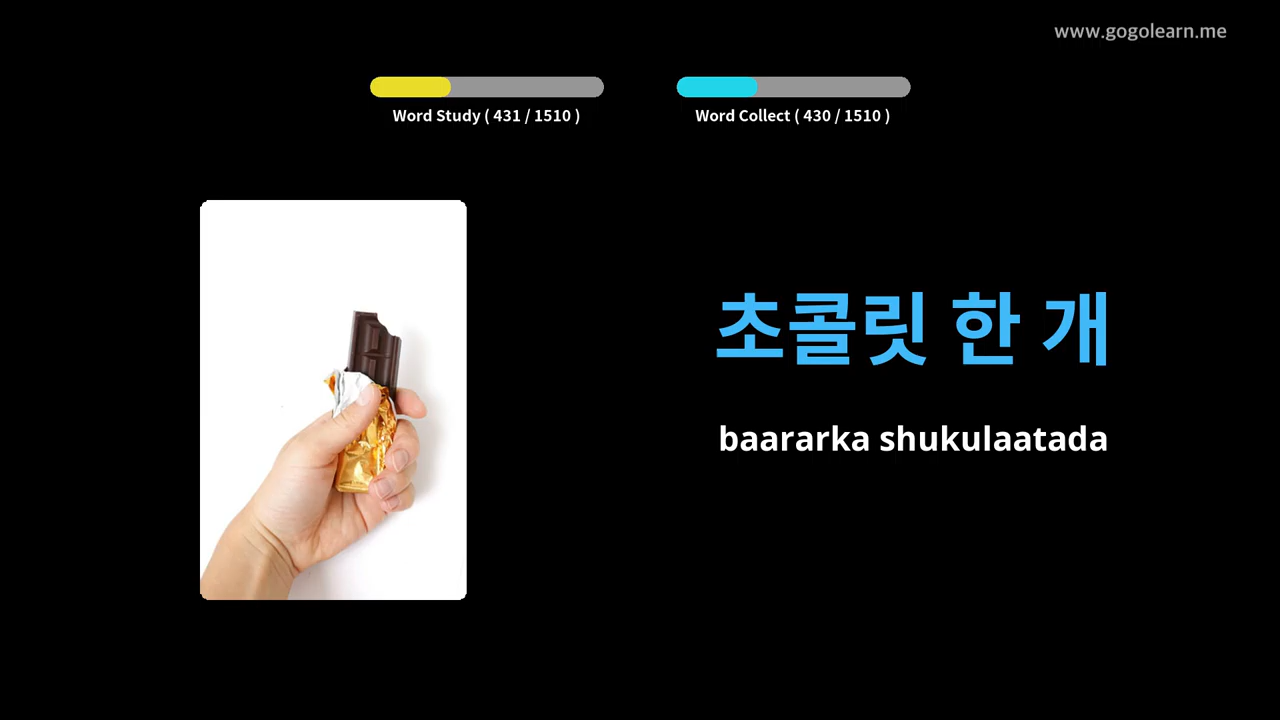 www.gogolearn.me
Word Study ( 431 / 1510 )
Word Collect ( 430 / 1510 )
초콜릿 한 개
baararka shukulaatada